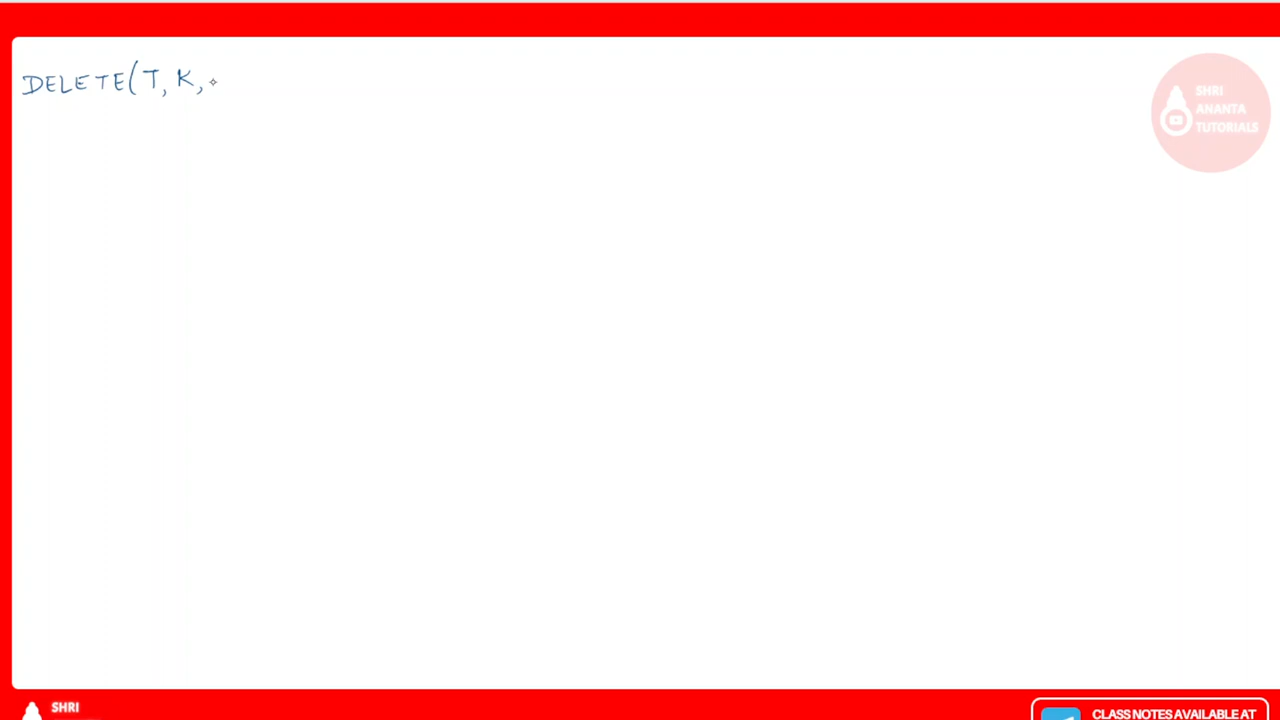 DELETE(T, K,
SHRI
ANANTA
TUTORIALS
SHRI
CLASS NOTES AVAILABLE AT